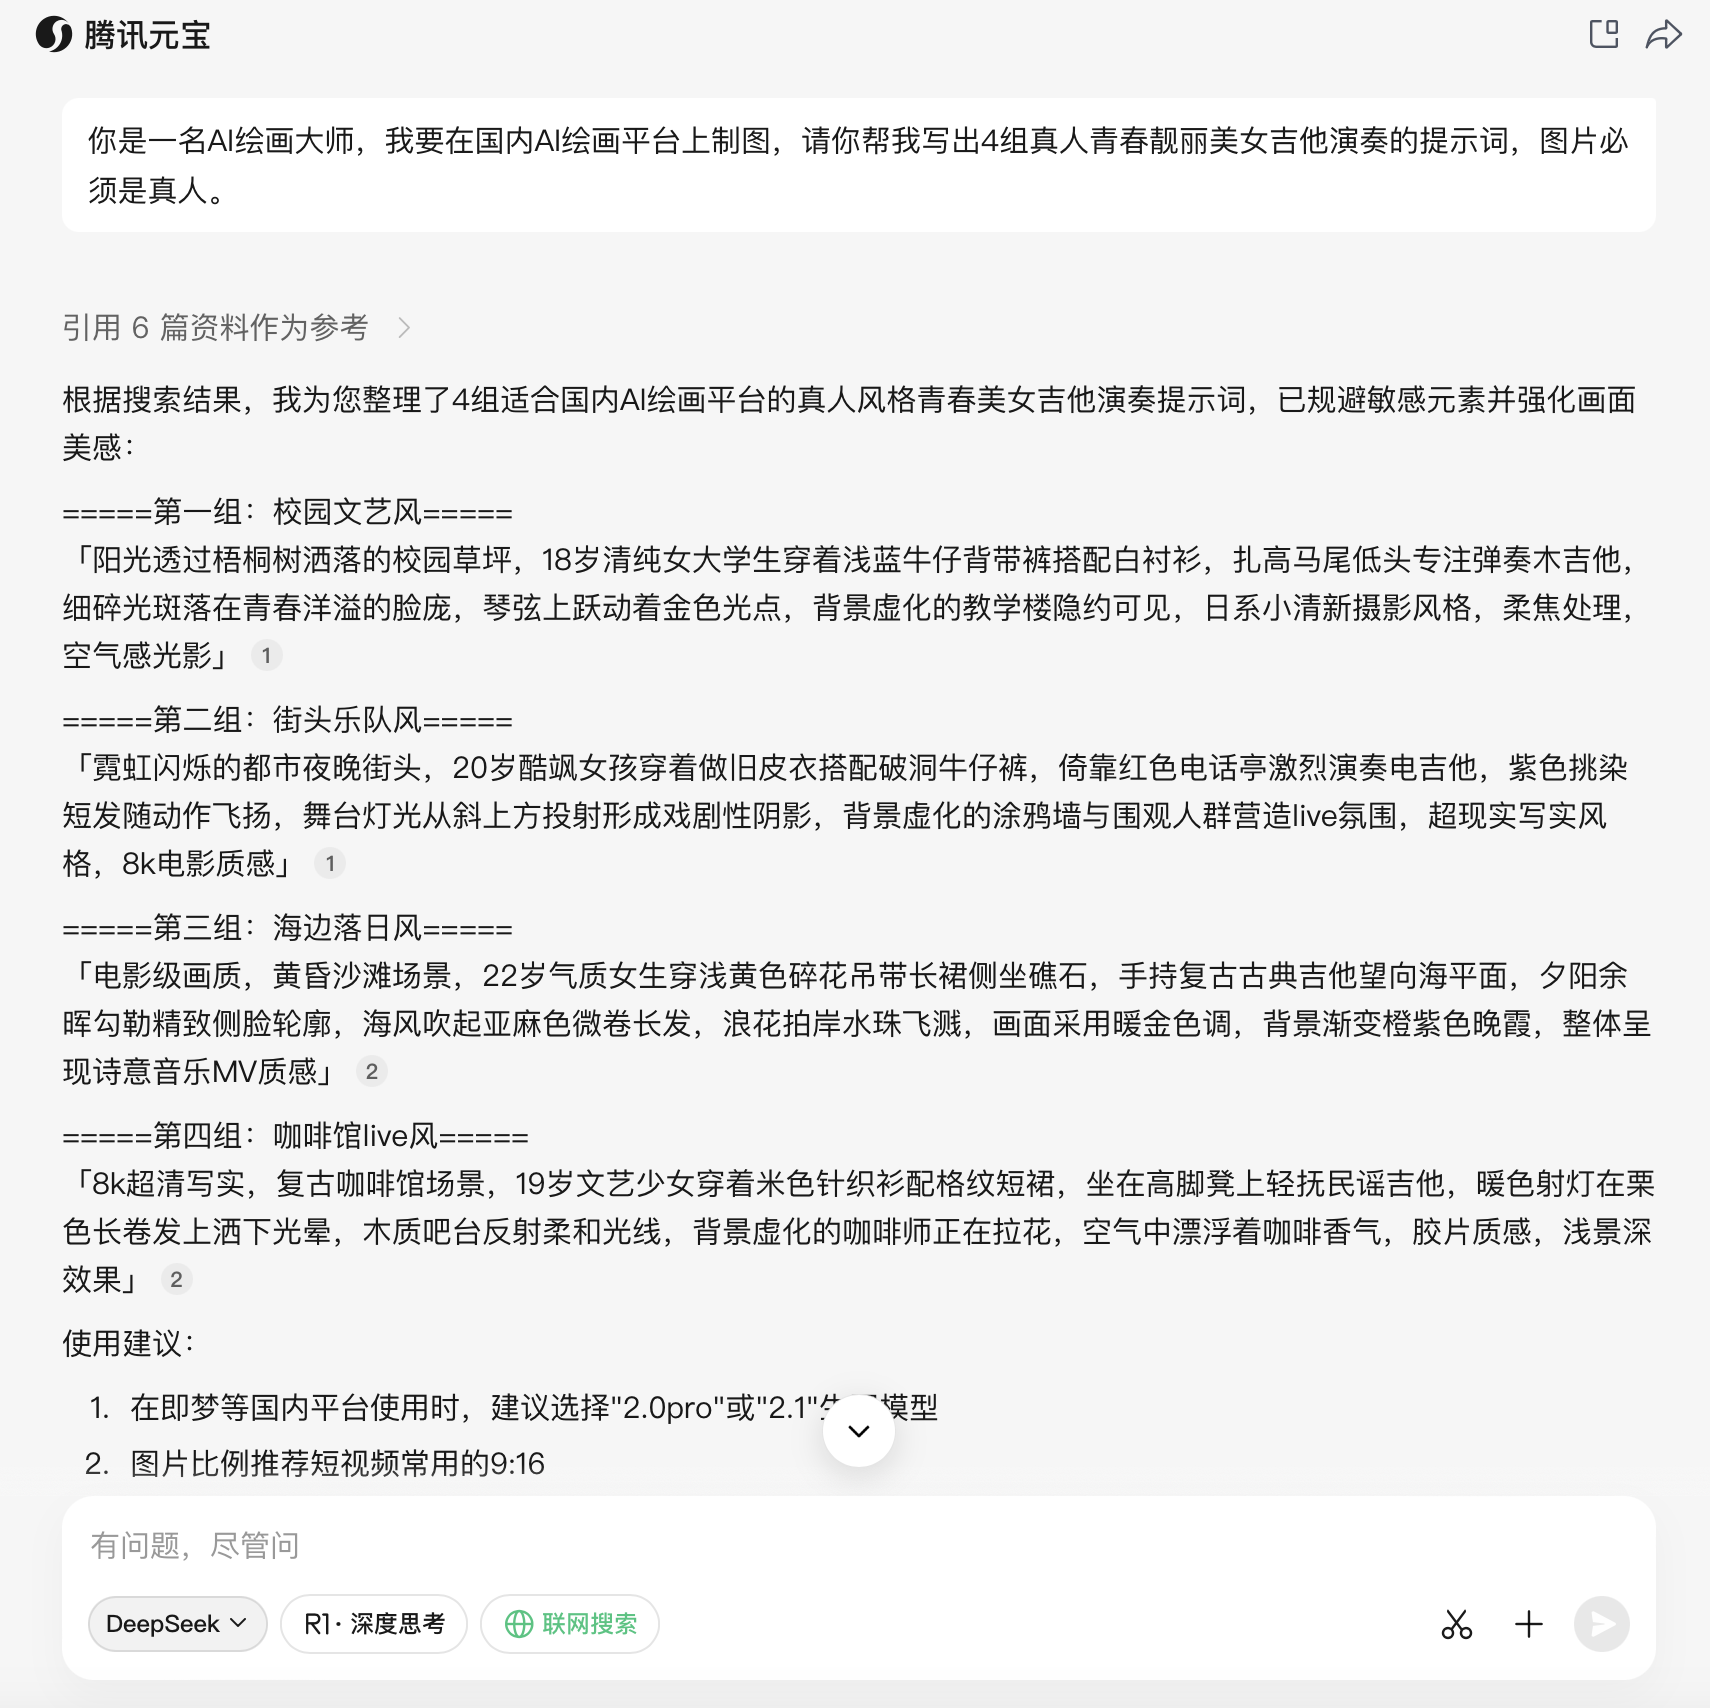 腾讯元宝
你是一名AI绘画大师，我要在国内AI绘画平台上制图，请你帮我写出4组真人青春靓丽美女吉他演奏的提示词，图片必
须是真人。
引用 6 篇资料作为参考
根据搜索结果，我为您整理了4组适合国内AI绘画平台的真人风格青春美女吉他演奏提示词，已规避敏感元素并强化画面
美感：
=====第一组：校园文艺风=====
「阳光透过梧桐树洒落的校园草坪，18岁清纯女大学生穿着浅蓝牛仔背带裤搭配白衬衫，扎高马尾低头专注弹奏木吉他，
细碎光斑落在青春洋溢的脸庞，琴弦上跃动着金色光点，背景虚化的教学楼隐约可见，日系小清新摄影风格，柔焦处理，
空气感光影」 1
=====第二组：街头乐队风=====
「霓虹闪烁的都市夜晚街头，20岁酷飒女孩穿着做旧皮衣搭配破洞牛仔裤，倚靠红色电话亭激烈演奏电吉他，紫色挑染
短发随动作飞扬，舞台灯光从斜上方投射形成戏剧性阴影，背景虚化的涂鸦墙与围观人群营造live氛围，超现实写实风
格，8k电影质感」 1
=====第三组：海边落日风=====
「电影级画质，黄昏沙滩场景，22岁气质女生穿浅黄色碎花吊带长裙侧坐礁石，手持复古古典吉他望向海平面，夕阳余
晖勾勒精致侧脸轮廓，海风吹起亚麻色微卷长发，浪花拍岸水珠飞溅，画面采用暖金色调，背景渐变橙紫色晚霞，整体呈
现诗意音乐MV质感」 2
=====第四组：咖啡馆live风=====
「8k超清写实，复古咖啡馆场景，19岁文艺少女穿着米色针织衫配格纹短裙，坐在高脚凳上轻抚民谣吉他，暖色射灯在栗
色长卷发上洒下光晕，木质吧台反射柔和光线，背景虚化的咖啡师正在拉花，空气中漂浮着咖啡香气，胶片质感，浅景深
效果」 2
使用建议：
1. 在即梦等国内平台使用时，建议选择"2.0pro"或"2.1"生模型
2. 图片比例推荐短视频常用的9:16
有问题，尽管问
DeepSeek R1·深度思考 联网搜索